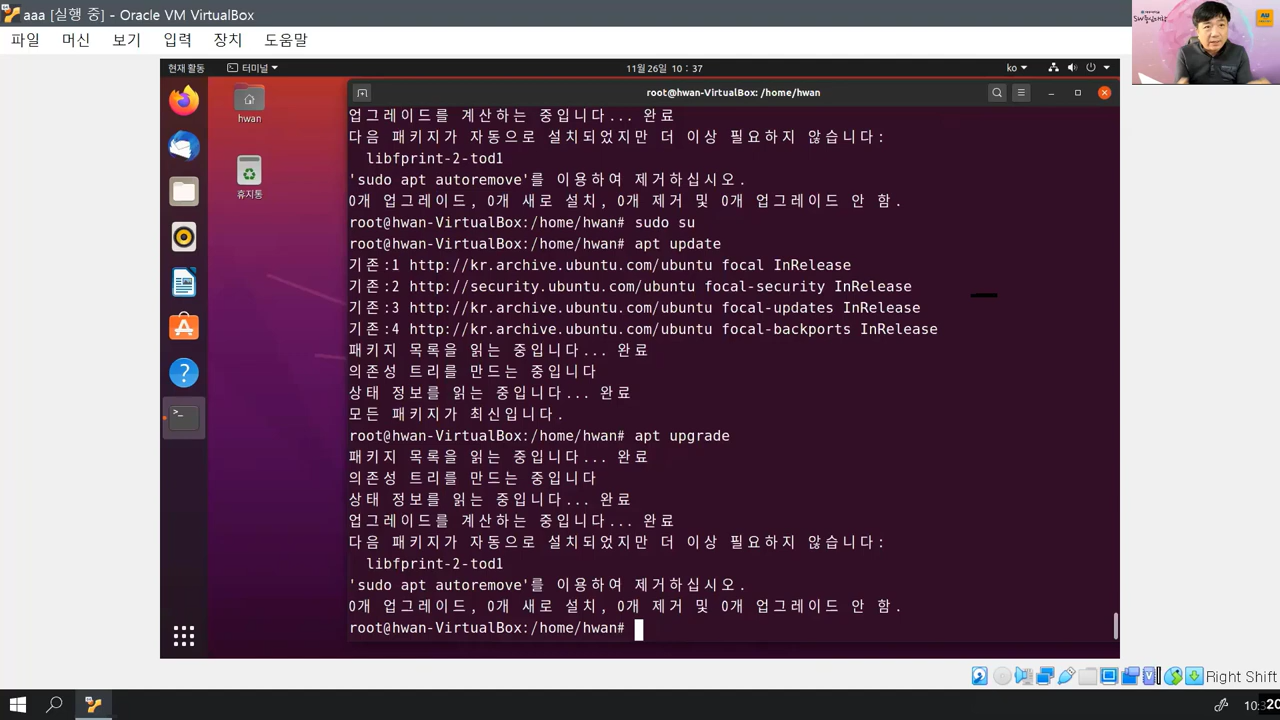 aaa [실행 중] - Oracle VM VirtualBox
파일 머신 보기 입력 장치 도움말
SW중심대학
AU
현재 활동 터미널 11월26일 10 : 37 ko
root@hwan-VirtualBox: /home/hwan
hwan
휴지통
업그레이드를 계산하는 중입니다... 완료
다음 패키지가 자동으로 설치되었지만 더 이상 필요하지 않습니다:
libfprint-2-tod1
'sudo apt autoremove'를 이용하여 제거하십시오.
0개 업그레이드, 0개 새로 설치, 0개 제거 및 0개 업그레이드 안 함.
root@hwan-VirtualBox:/home/hwan# sudo su
root@hwan-VirtualBox:/home/hwan# apt update
기존:1 http://kr.archive.ubuntu.com/ubuntu focal InRelease
기존:2 http://security.ubuntu.com/ubuntu focal-security InRelease
기존:3 http://kr.archive.ubuntu.com/ubuntu focal-updates InRelease
기존:4 http://kr.archive.ubuntu.com/ubuntu focal-backports InRelease
패키지 목록을 읽는 중입니다... 완료
의존성 트리를 만드는 중입니다
상태 정보를 읽는 중입니다... 완료
모든 패키지가 최신입니다.
root@hwan-VirtualBox:/home/hwan# apt upgrade
패키지 목록을 읽는 중입니다... 완료
의존성 트리를 만드는 중입니다
상태 정보를 읽는 중입니다... 완료
업그레이드를 계산하는 중입니다... 완료
다음 패키지가 자동으로 설치되었지만 더 이상 필요하지 않습니다:
libfprint-2-tod1
'sudo apt autoremove'를 이용하여 제거하십시오.
0개 업그레이드, 0개 새로 설치, 0개 제거 및 0개 업그레이드 안 함.
root@hwan-VirtualBox:/home/hwan#
Right Shift
20